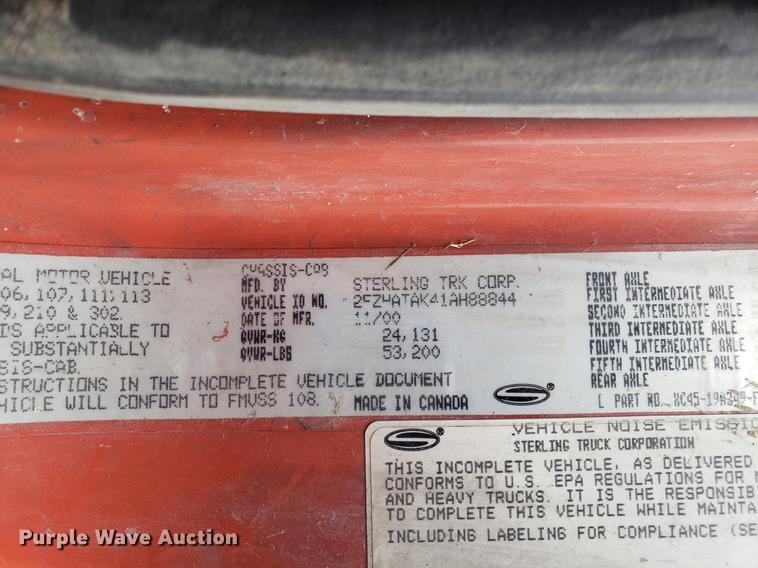 CHASSIS-CAB
AL MOTOR VEHICLE
06, 107, 111, 113
9, 210 & 302.
DS APPLICABLE TO
SUBSTANTIALLY
SIS-CAB.
STRUCTIONS IN THE INCOMPLETE VEHICLE DOCUMENT
HICLE WILL CONFORM TO FMVSS 108.
MFD. BY STERLING TRK CORP.
VEHICLE ID NO. 2FZHATAK41AH88844
DATE OF MFR. 11/00
GVWR-KG 24,131
GVWR-LBS 53,200
MADE IN CANADA
FRONT AXLE
FIRST INTERMEDIATE AXLE
SECOND INTERMEDIATE AXLE
THIRD INTERMEDIATE AXLE
FOURTH INTERMEDIATE AXLE
FIFTH INTERMEDIATE AXLE
REAR AXLE
L PART NO.
VEHICLE NOISE EMISSIO
STERLING TRUCK CORPORATION
THIS INCOMPLETE VEHICLE, AS DELIVERED
CONFORMS TO U.S. EPA REGULATIONS FOR
AND HEAVY TRUCKS. IT IS THE RESPONSIB
TO COMPLETE THIS VEHICLE WHILE MAINTA
INCLUDING LABELING FOR COMPLIANCE (SE
Purple Wave Auction